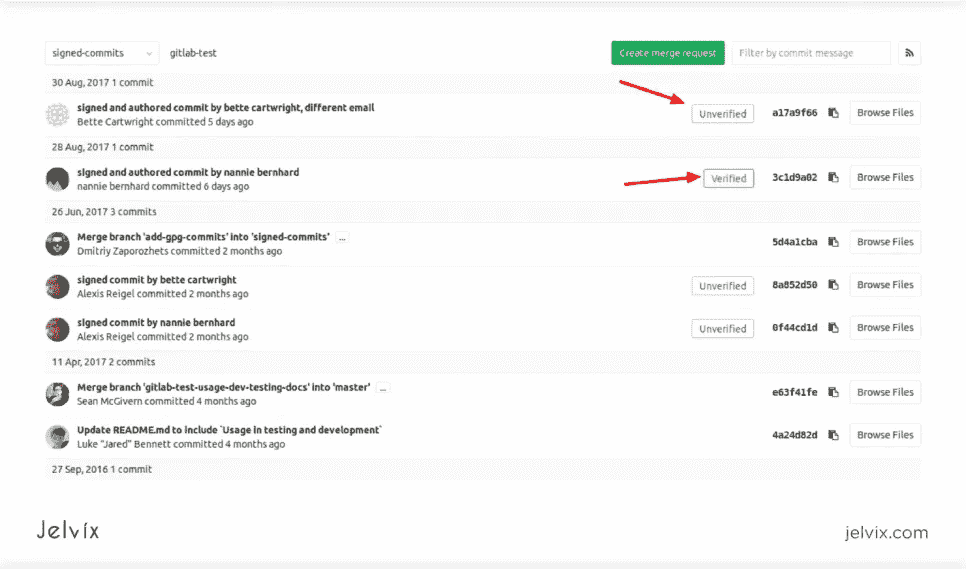 signed-commits gitlab-test Create merge request Filter by commit message
30 Aug, 2017 1 commit
signed and authored commit by bette cartwright, different email
Bette Cartwright committed 5 days ago
Unverified a17a9f66 Browse Files
28 Aug, 2017 1 commit
signed and authored commit by nannie bernhard
nannie bernhard committed 6 days ago
Verified 3c1d9a02 Browse Files
26 Jun, 2017 3 commits
Merge branch 'add-gpg-commits' into 'signed-commits' ...
Dmitriy Zaporozhets committed 2 months ago
5d4a1cba Browse Files
signed commit by bette cartwright
Alexis Reigel committed 2 months ago
Unverified 8a852d50 Browse Files
signed commit by nannie bernhard
Alexis Reigel committed 2 months ago
Unverified 0f44cd1d Browse Files
11 Apr, 2017 2 commits
Merge branch 'gitlab-test-usage-dev-testing-docs' into 'master' ...
Sean McGivern committed 4 months ago
e63f41fe Browse Files
Update README.md to include `Usage in testing and development`
Luke "Jared" Bennett committed 4 months ago
4a24d82d Browse Files
27 Sep, 2016 1 commit
Jelvix jelvix.com